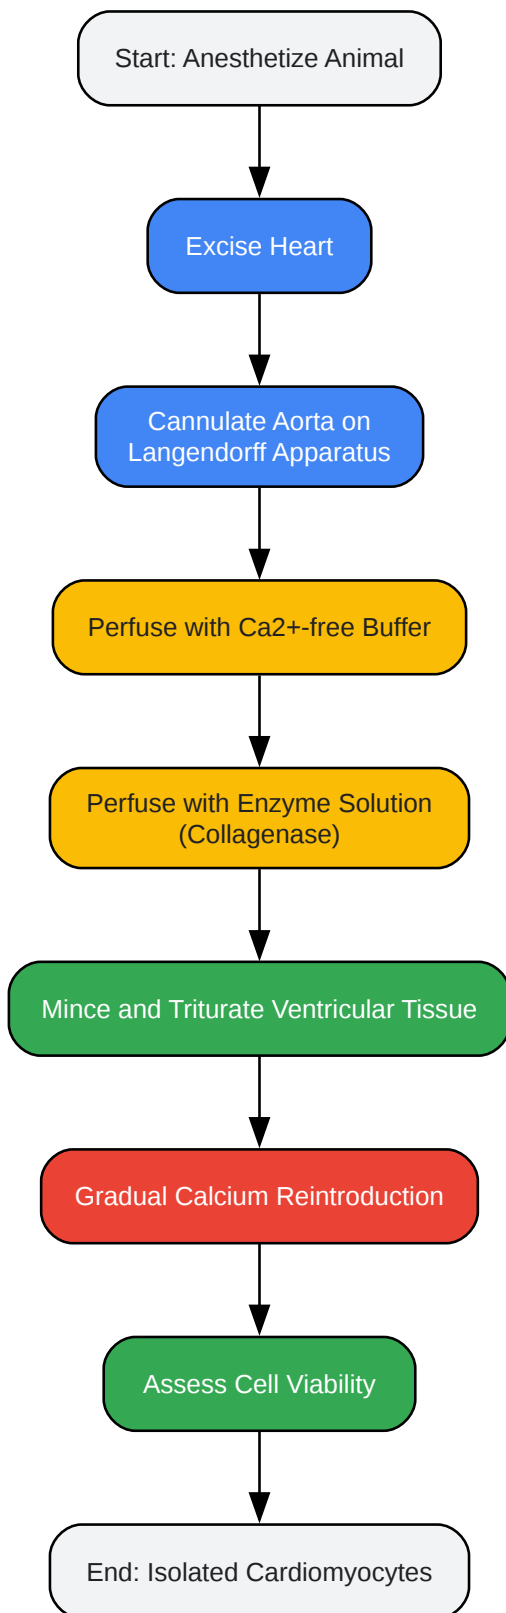 Start: Anesthetize Animal
Excise Heart
Cannulate Aorta on
Langendorff Apparatus
Perfuse with Ca2+-free Buffer
Perfuse with Enzyme Solution
(Collagenase)
Mince and Triturate Ventricular Tissue
Gradual Calcium Reintroduction
Assess Cell Viability
End: Isolated Cardiomyocytes